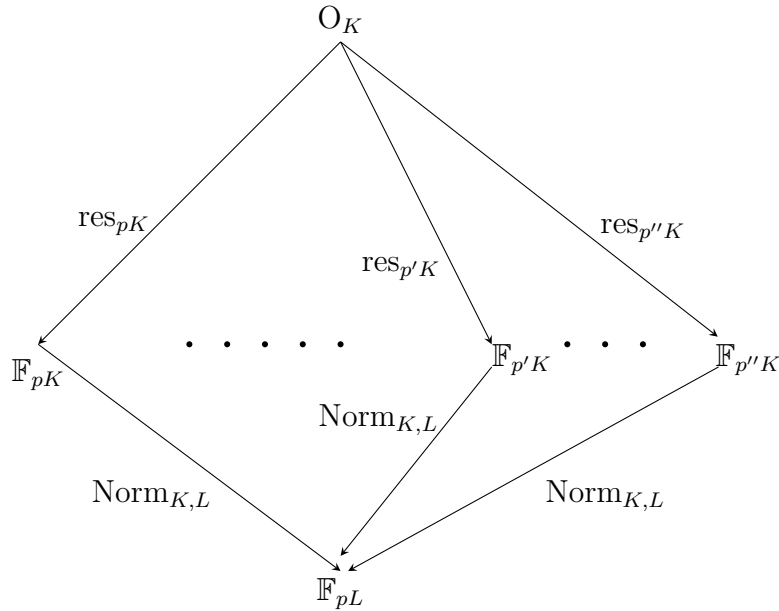 O_K
res_{pK}
res_{p''K}
res_{p'K}
. . . . .
. . .
𝔽_{pK}
𝔽_{p'K}
𝔽_{p''K}
Norm_{K,L}
Norm_{K,L}
Norm_{K,L}
𝔽_{pL}